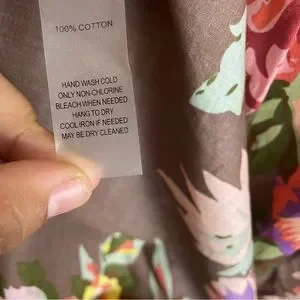 100% COTTON
HAND WASH COLD
ONLY NON-CHLORINE
BLEACH WHEN NEEDED
HANG TO DRY
COOL IRON IF NEEDED
MAY BE DRY CLEANED